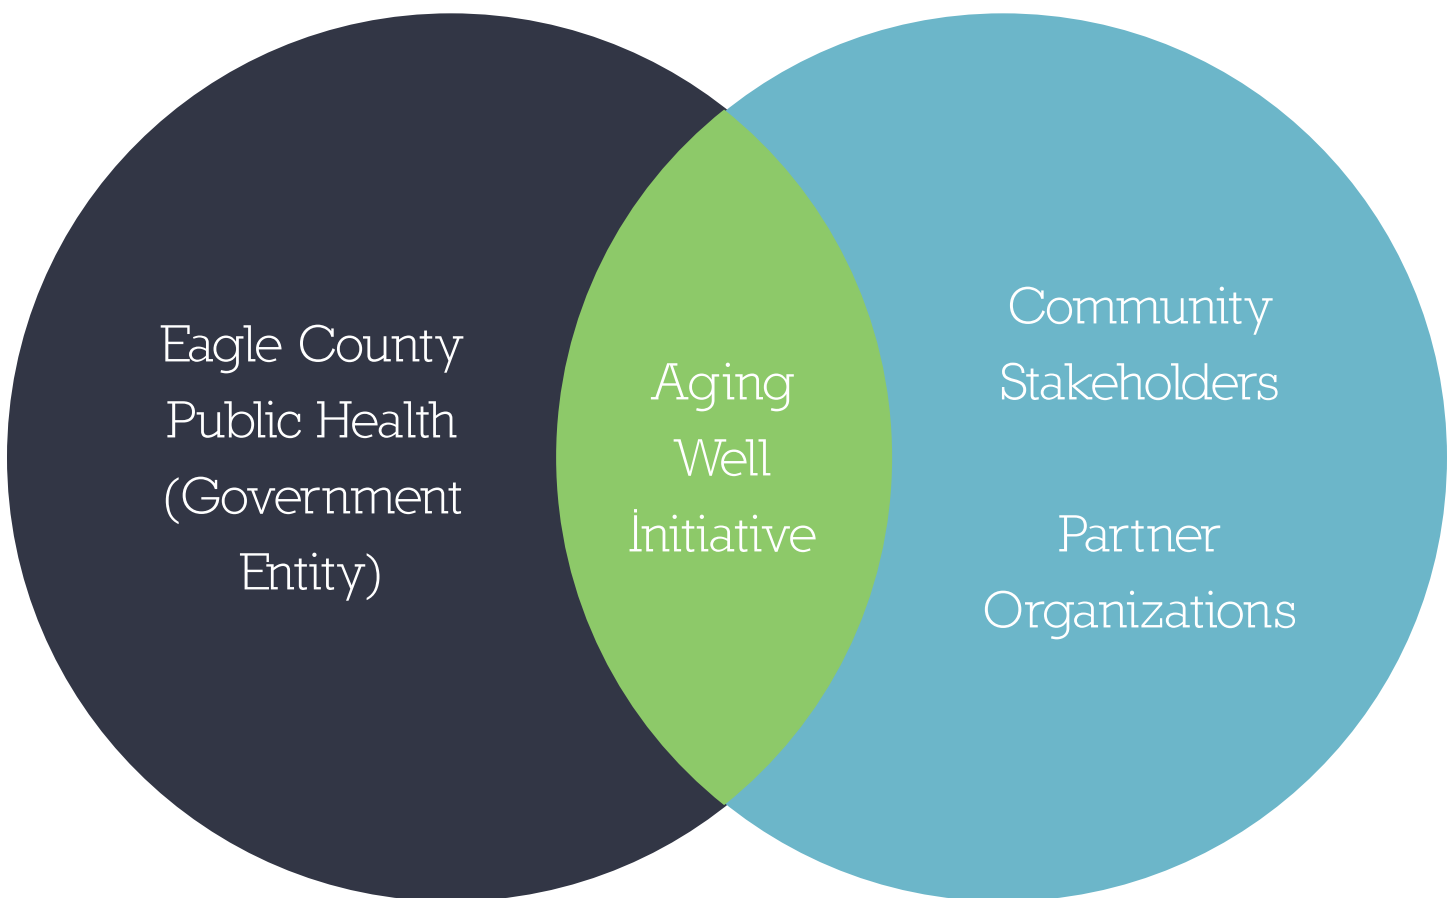 Eagle County
Public Health
(Government
Entity)
Aging
Well
Initiative
Community
Stakeholders
Partner
Organizations